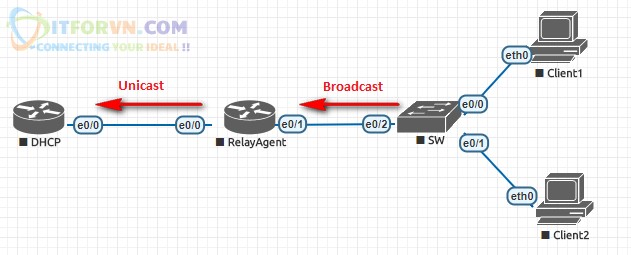 ITFORVN.COM
CONNECTING YOUR IDEAL !!
Unicast
Broadcast
eth0
Client1
e0/0
e0/0
e0/0
e0/1
e0/2
DHCP
RelayAgent
SW
e0/1
eth0
Client2